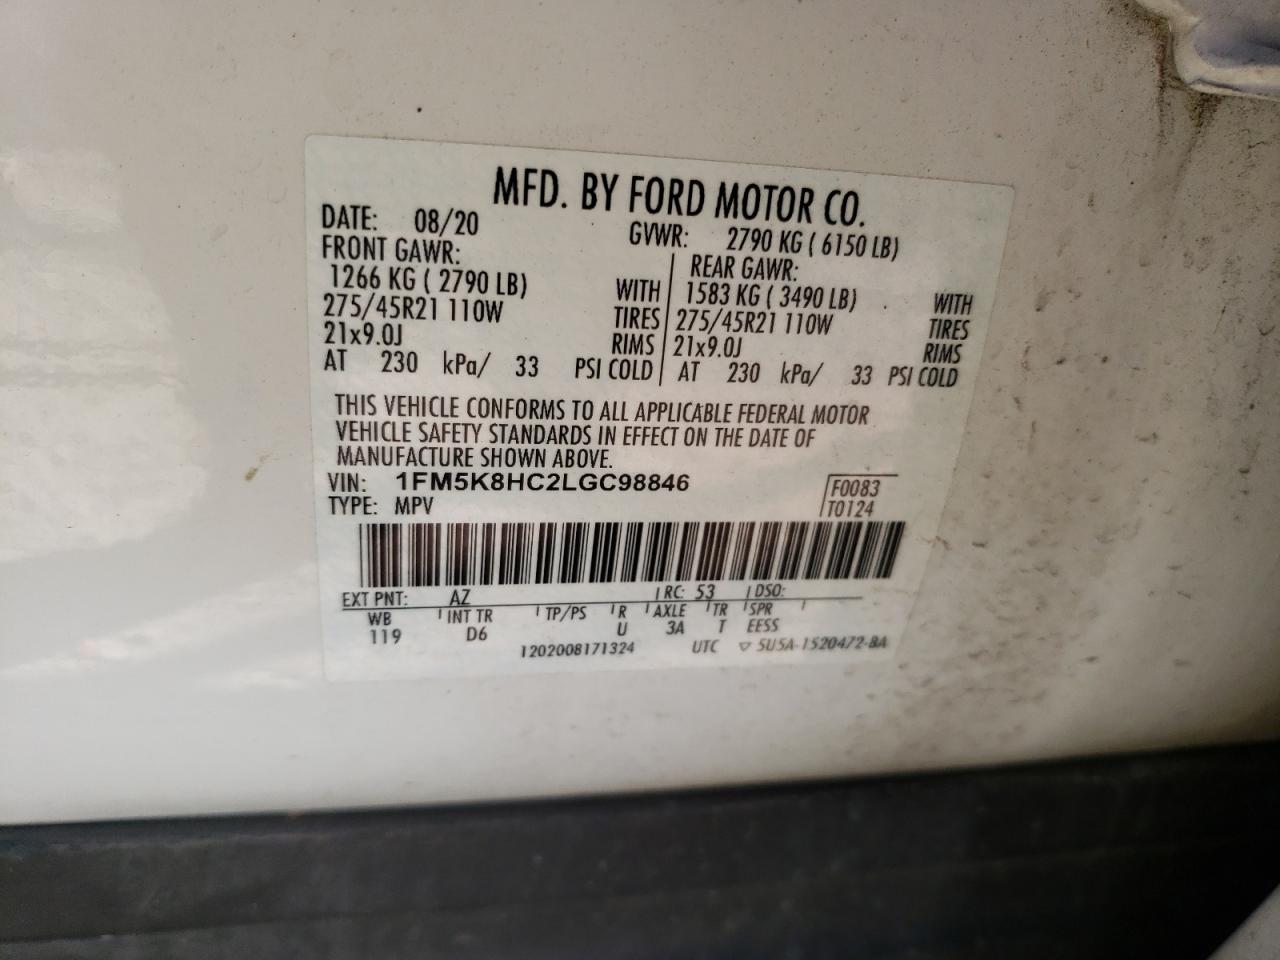 MFD. BY FORD MOTOR CO.
DATE: 08/20 GVWR: 2790 KG ( 6150 LB)
FRONT GAWR: REAR GAWR:
1266 KG ( 2790 LB) WITH 1583 KG ( 3490 LB) WITH
275/45R21 110W TIRES 275/45R21 110W TIRES
21x9.0J RIMS 21x9.0J RIMS
AT 230 kPa/ 33 PSI COLD AT 230 kPa/ 33 PSI COLD
THIS VEHICLE CONFORMS TO ALL APPLICABLE FEDERAL MOTOR
VEHICLE SAFETY STANDARDS IN EFFECT ON THE DATE OF
MANUFACTURE SHOWN ABOVE.
VIN: 1FM5K8HC2LGC98846 F0083
TYPE: MPV T0124
EXT PNT: AZ RC: 53 DSO:
WB INT TR TP/PS R AXLE TR SPR
119 D6 U 3A T EESS
1202008171324 UTC ▽ 5U5A-1520472-BA